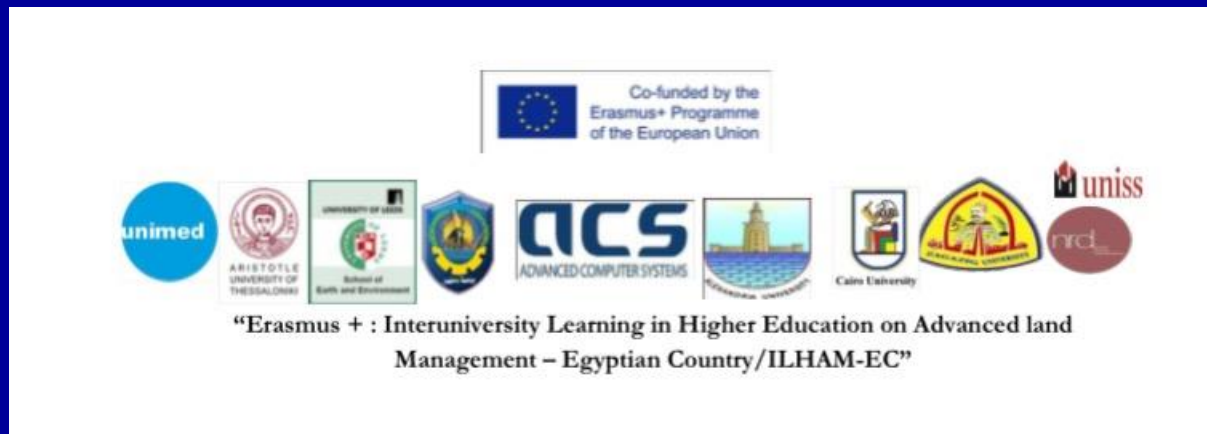 Co-funded by the
Erasmus+ Programme
of the European Union
unimed
ARISTOTLE
UNIVERSITY OF
THESSALONIKI
UNIVERSITY OF LEEDS
School of
Earth and Environment
acs
ADVANCED COMPUTER SYSTEMS
ALEXANDRIA UNIVERSITY
Cairo University
uniss
nrd
“Erasmus + : Interuniversity Learning in Higher Education on Advanced land
Management – Egyptian Country/ILHAM-EC”